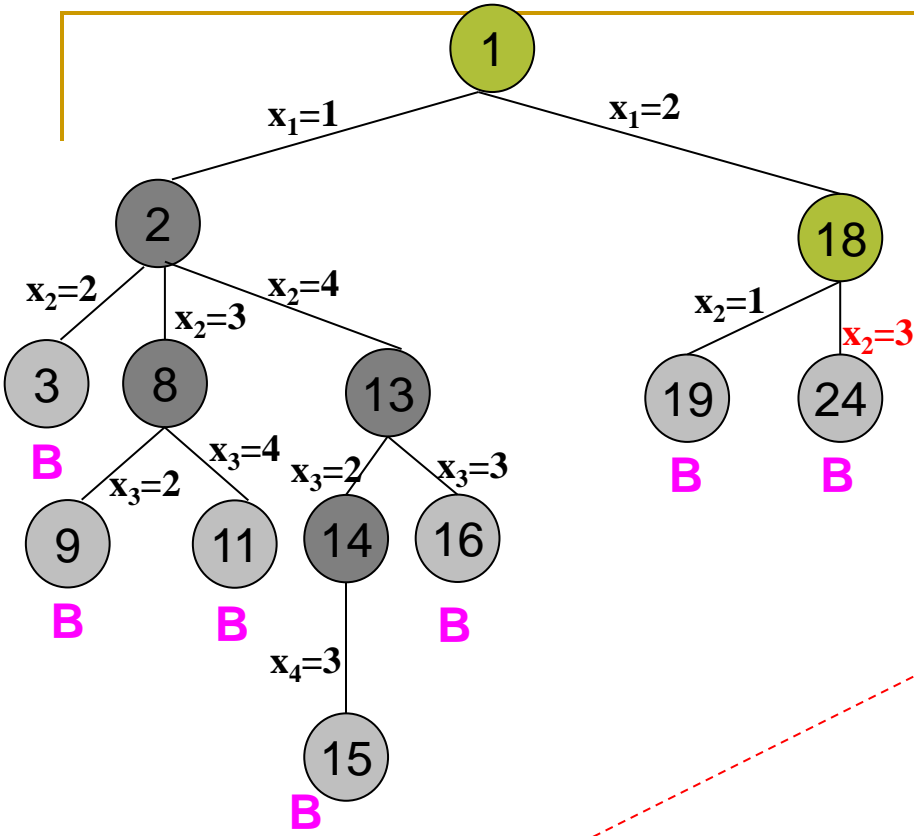 1
x₁=1
x₁=2
2
18
x₂=2
x₂=3
x₂=4
x₂=1
x₂=3
3
8
13
19
24
B
B
B
x₃=2
x₃=4
x₃=2
x₃=3
9
11
14
16
B
B
B
x₄=3
15
B